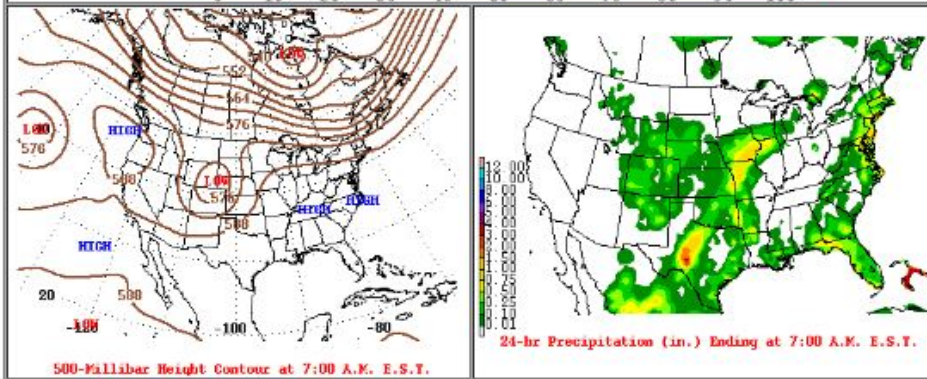 LOW
540
552
564
576
LOW
HIGH
576
588
LOW
576
HIGH
HIGH
588
HIGH
20
588
LOW
-120
-100
-80
500-Millibar Height Contour at 7:00 A.M. E.S.T.
12.00
10.00
8.00
6.00
5.00
4.00
3.00
2.00
1.50
1.00
0.75
0.50
0.25
0.10
0.01
24-hr Precipitation (in.) Ending at 7:00 A.M. E.S.T.